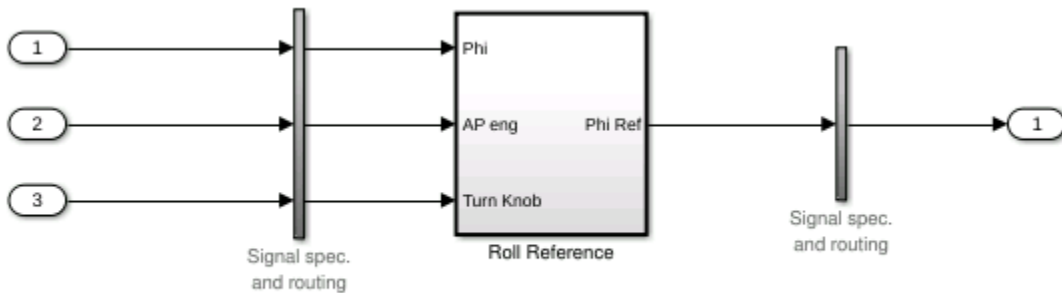 1
Phi
2
AP eng
Phi Ref
1
3
Turn Knob
Signal spec.
and routing
Roll Reference
Signal spec.
and routing